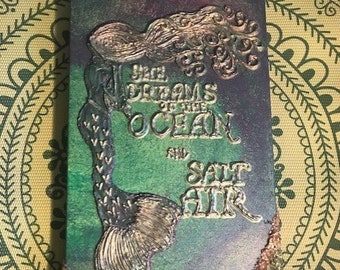 SHE
DREAMS
OF THE
OCEAN
AND
SALT
AIR